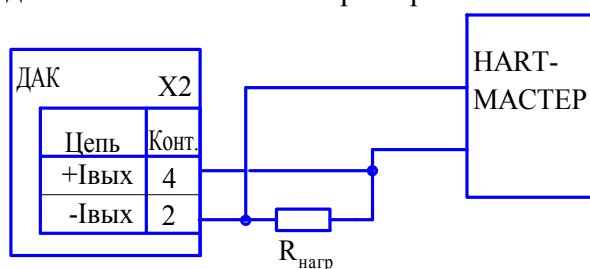 ДАК
X2
Цепь Конт.
+Iвых 4
-Iвых 2
Rнагр
HART-
МАСТЕР